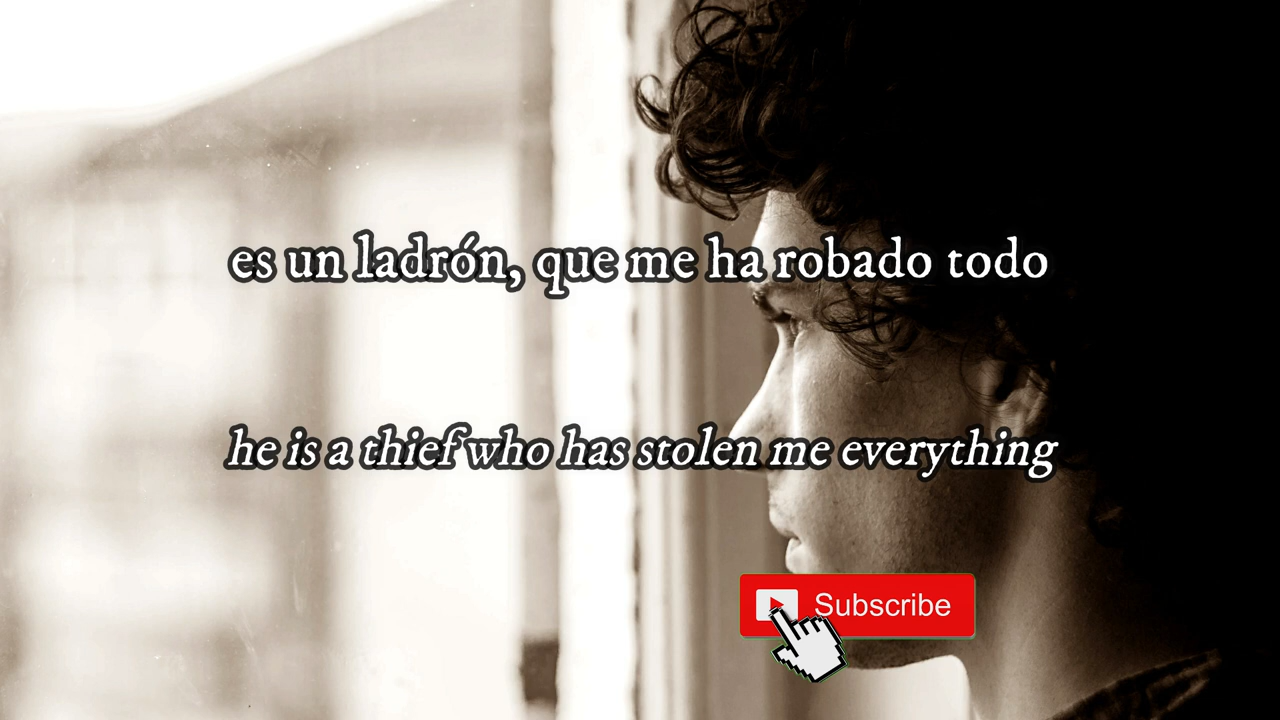 es un ladrón, que me ha robado todo
he is a thief who has stolen me everything
Subscribe